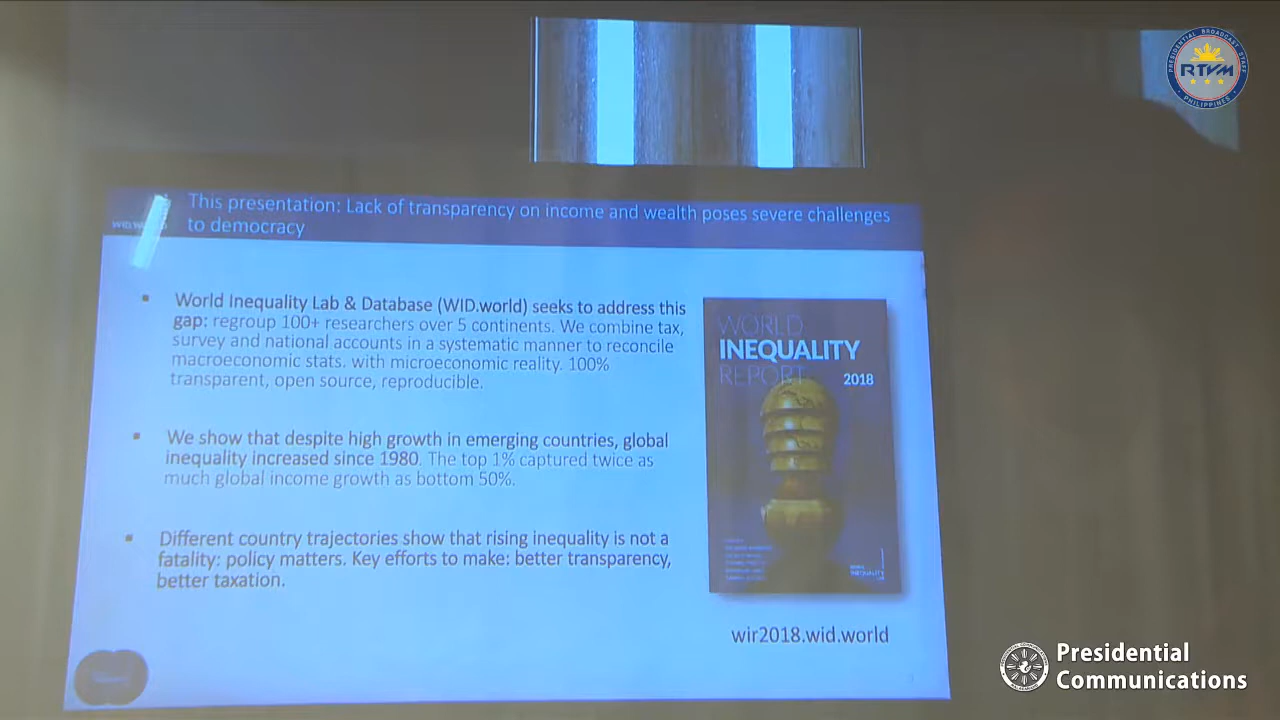 PRESIDENTIAL BROADCAST STAFF
RTVM
PHILIPPINES
This presentation: Lack of transparency on income and wealth poses severe challenges
to democracy
World Inequality Lab & Database (WID.world) seeks to address this
gap: regroup 100+ researchers over 5 continents. We combine tax,
survey and national accounts in a systematic manner to reconcile
macroeconomic stats. with microeconomic reality. 100%
transparent, open source, reproducible.
We show that despite high growth in emerging countries, global
inequality increased since 1980. The top 1% captured twice as
much global income growth as bottom 50%.
Different country trajectories show that rising inequality is not a
fatality: policy matters. Key efforts to make: better transparency,
better taxation.
WORLD
INEQUALITY
REPORT
2018
wir2018.wid.world
Presidential
Communications